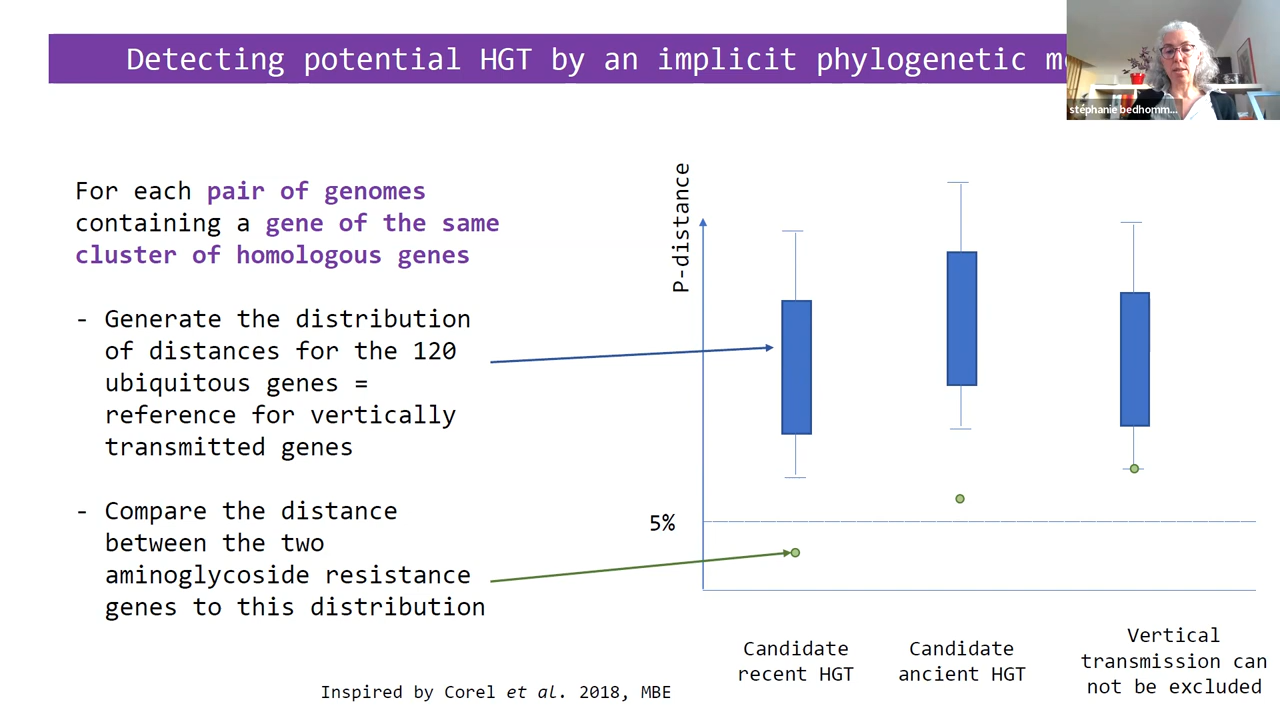 Detecting potential HGT by an implicit phylogenetic
stéphanie bedhomm...
For each pair of genomes
containing a gene of the same
cluster of homologous genes
- Generate the distribution
of distances for the 120
ubiquitous genes =
reference for vertically
transmitted genes
- Compare the distance
between the two
aminoglycoside resistance
genes to this distribution
Inspired by Corel et al. 2018, MBE
P-distance
5%
Candidate
recent HGT
Candidate
ancient HGT
Vertical
transmission can
not be excluded